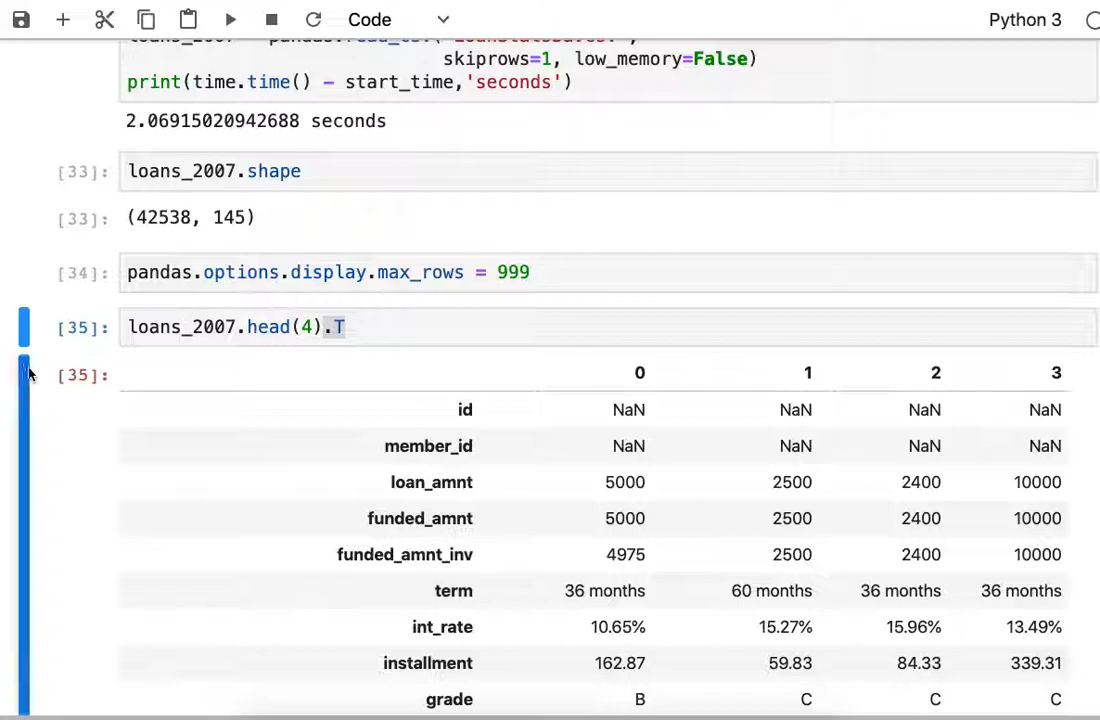 Code Python 3
skiprows=1, low_memory=False)
print(time.time() - start_time,'seconds')
2.06915020942688 seconds
[33]: loans_2007.shape
[33]: (42538, 145)
[34]: pandas.options.display.max_rows = 999
[35]: loans_2007.head(4).T
[35]: 0 1 2 3
id NaN NaN NaN NaN
member_id NaN NaN NaN NaN
loan_amnt 5000 2500 2400 10000
funded_amnt 5000 2500 2400 10000
funded_amnt_inv 4975 2500 2400 10000
term 36 months 60 months 36 months 36 months
int_rate 10.65% 15.27% 15.96% 13.49%
installment 162.87 59.83 84.33 339.31
grade B C C C